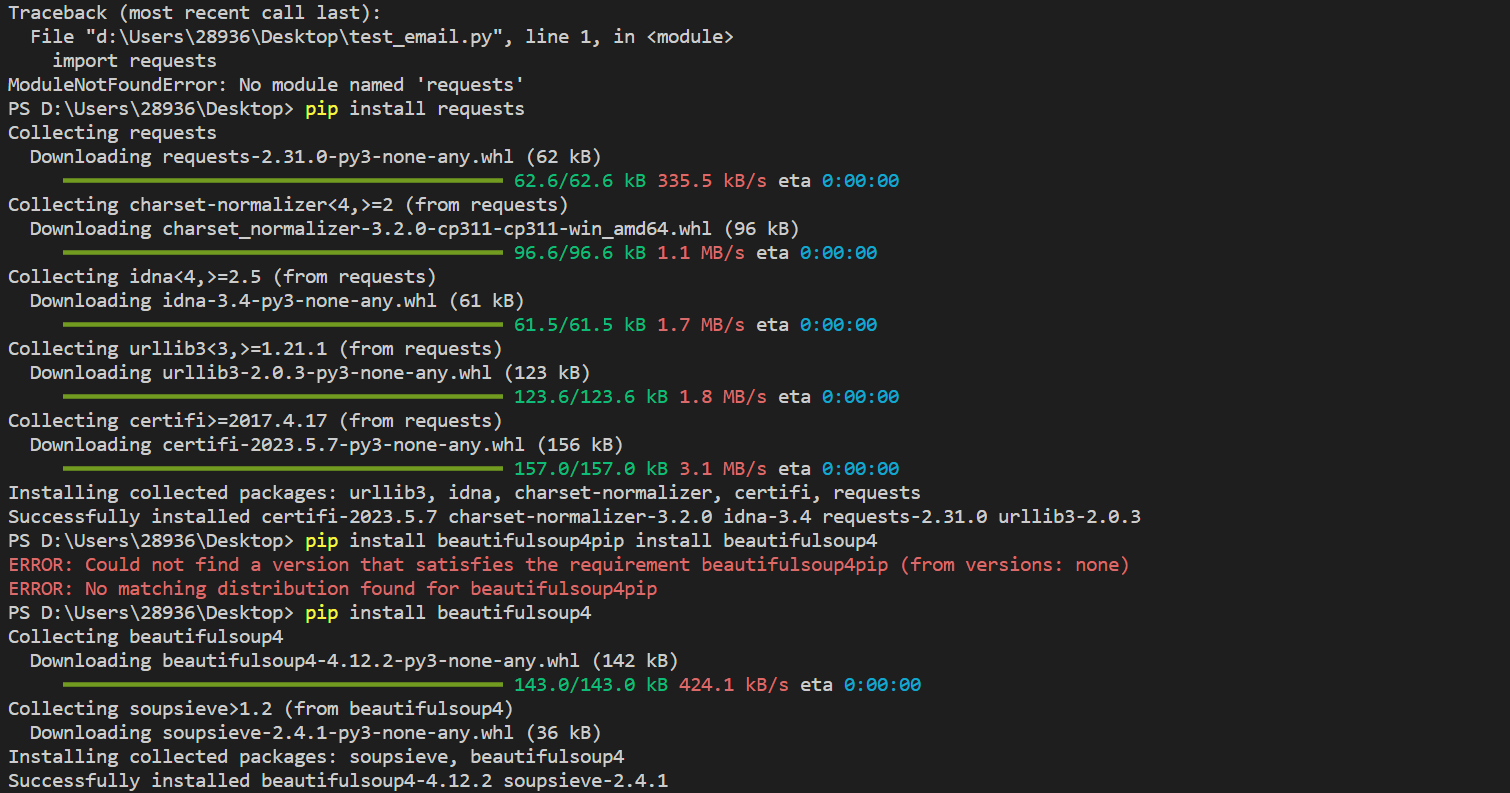 Traceback (most recent call last):
  File "d:\Users\28936\Desktop\test_email.py", line 1, in <module>
    import requests
ModuleNotFoundError: No module named 'requests'
PS D:\Users\28936\Desktop> pip install requests
Collecting requests
  Downloading requests-2.31.0-py3-none-any.whl (62 kB)
     62.6/62.6 kB 335.5 kB/s eta 0:00:00
Collecting charset-normalizer<4,>=2 (from requests)
  Downloading charset_normalizer-3.2.0-cp311-cp311-win_amd64.whl (96 kB)
     96.6/96.6 kB 1.1 MB/s eta 0:00:00
Collecting idna<4,>=2.5 (from requests)
  Downloading idna-3.4-py3-none-any.whl (61 kB)
     61.5/61.5 kB 1.7 MB/s eta 0:00:00
Collecting urllib3<3,>=1.21.1 (from requests)
  Downloading urllib3-2.0.3-py3-none-any.whl (123 kB)
     123.6/123.6 kB 1.8 MB/s eta 0:00:00
Collecting certifi>=2017.4.17 (from requests)
  Downloading certifi-2023.5.7-py3-none-any.whl (156 kB)
     157.0/157.0 kB 3.1 MB/s eta 0:00:00
Installing collected packages: urllib3, idna, charset-normalizer, certifi, requests
Successfully installed certifi-2023.5.7 charset-normalizer-3.2.0 idna-3.4 requests-2.31.0 urllib3-2.0.3
PS D:\Users\28936\Desktop> pip install beautifulsoup4pip install beautifulsoup4
ERROR: Could not find a version that satisfies the requirement beautifulsoup4pip (from versions: none)
ERROR: No matching distribution found for beautifulsoup4pip
PS D:\Users\28936\Desktop> pip install beautifulsoup4
Collecting beautifulsoup4
  Downloading beautifulsoup4-4.12.2-py3-none-any.whl (142 kB)
     143.0/143.0 kB 424.1 kB/s eta 0:00:00
Collecting soupsieve>1.2 (from beautifulsoup4)
  Downloading soupsieve-2.4.1-py3-none-any.whl (36 kB)
Installing collected packages: soupsieve, beautifulsoup4
Successfully installed beautifulsoup4-4.12.2 soupsieve-2.4.1